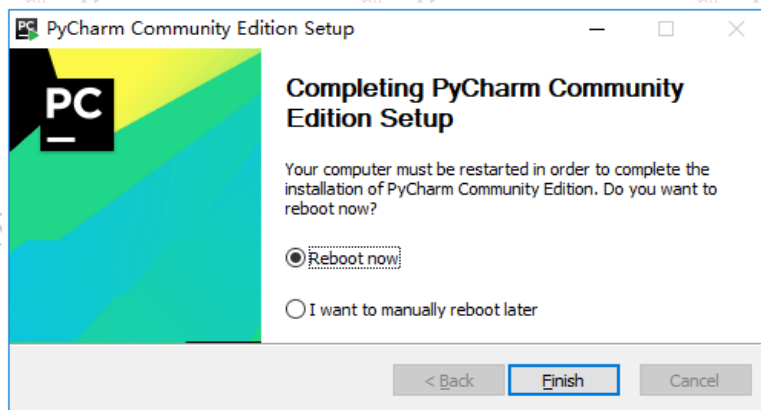 PC PyCharm Community Edition Setup
PC
Completing PyCharm Community
Edition Setup
Your computer must be restarted in order to complete the
installation of PyCharm Community Edition. Do you want to
reboot now?
Reboot now
I want to manually reboot later
< Back Finish Cancel